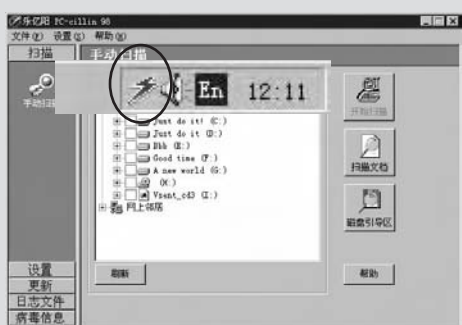 乐亿阳 PC-cillin 98
文件(F) 设置(S) 帮助(H)
扫描
手动扫描
En 12:11
手动扫描
Just do it! (C:)
Just do it (D:)
Bbb (E:)
Good time (F:)
A new world (G:)
(H:)
Vsent_cd3 (I:)
网上邻居
开始扫描
扫描文档
磁盘引导区
刷新
帮助
设置
更新
日志文件
病毒信息